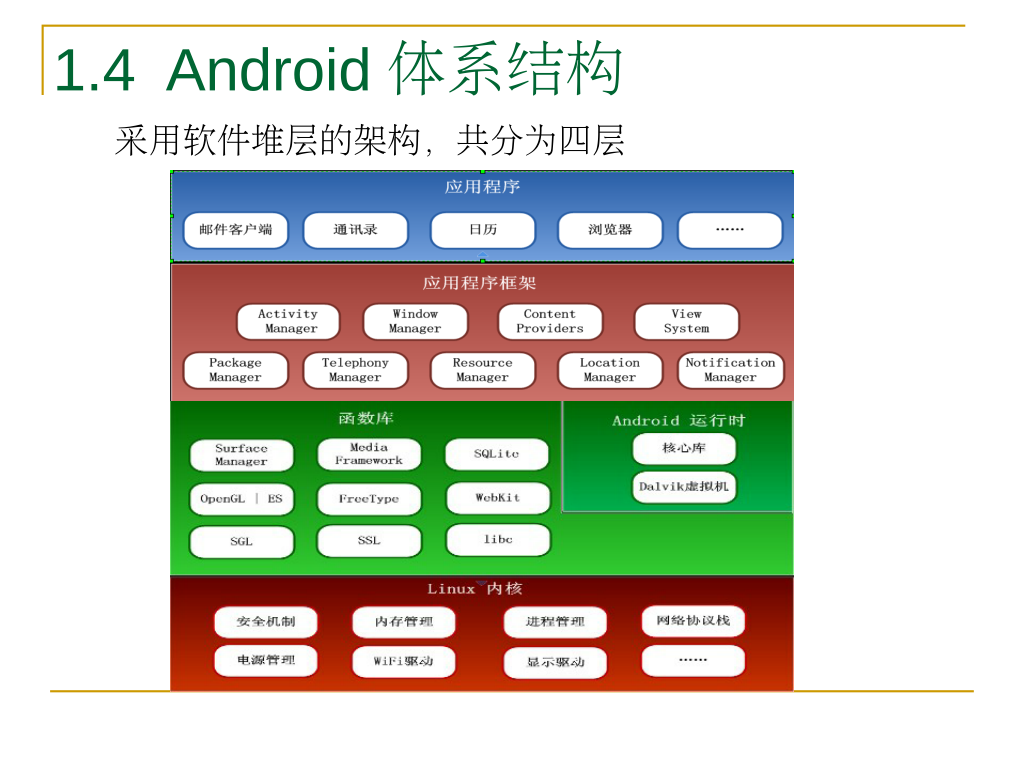 1.4 Android 体系结构
采用软件堆层的架构，共分为四层
应用程序
邮件客户端 通讯录 日历 浏览器 ……
应用程序框架
Activity Manager
Window Manager
Content Providers
View System
Package Manager
Telephony Manager
Resource Manager
Location Manager
Notification Manager
函数库
Surface Manager
Media Framework
SQLite
OpenGL | ES
FreeType
WebKit
SGL
SSL
libc
Android 运行时
核心库
Dalvik虚拟机
Linux 内核
安全机制 内存管理 进程管理 网络协议栈
电源管理 WiFi驱动 显示驱动 ……